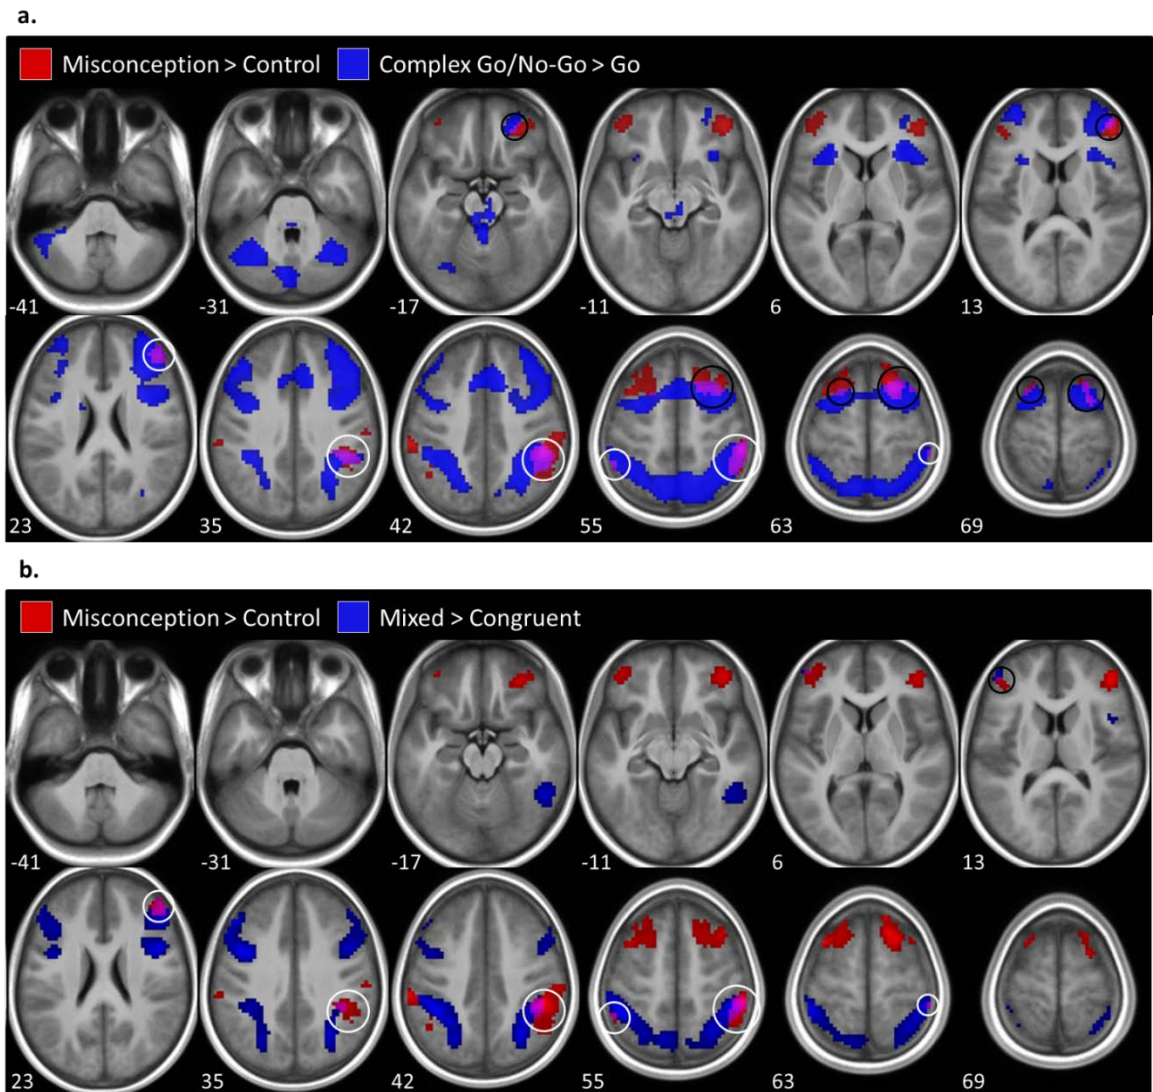 a.
Misconception > Control Complex Go/No-Go > Go
-41 -31 -17 -11 6 13
23 35 42 55 63 69
b.
Misconception > Control Mixed > Congruent
-41 -31 -17 -11 6 13
23 35 42 55 63 69